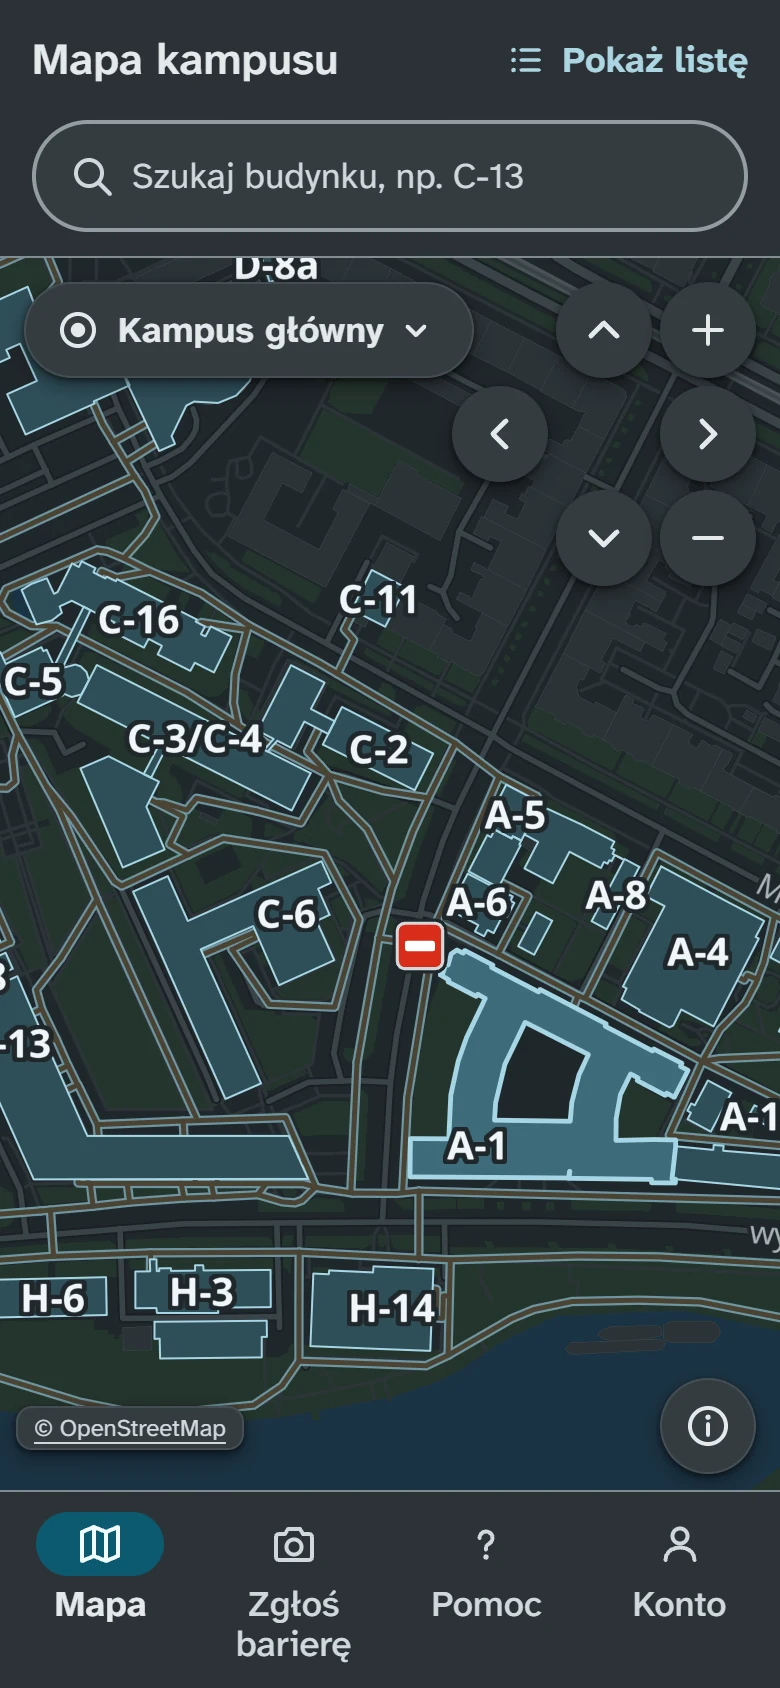 Mapa kampusu
Pokaż listę
Szukaj budynku, np. C-13
D-8a
Kampus główny
C-11
C-16
C-5
C-3/C-4
C-2
A-5
A-8
A-6
C-6
A-4
-13
A-1
A-1
wy
H-6
H-3
H-14
© OpenStreetMap
Mapa
Zgłoś
barierę
Pomoc
Konto